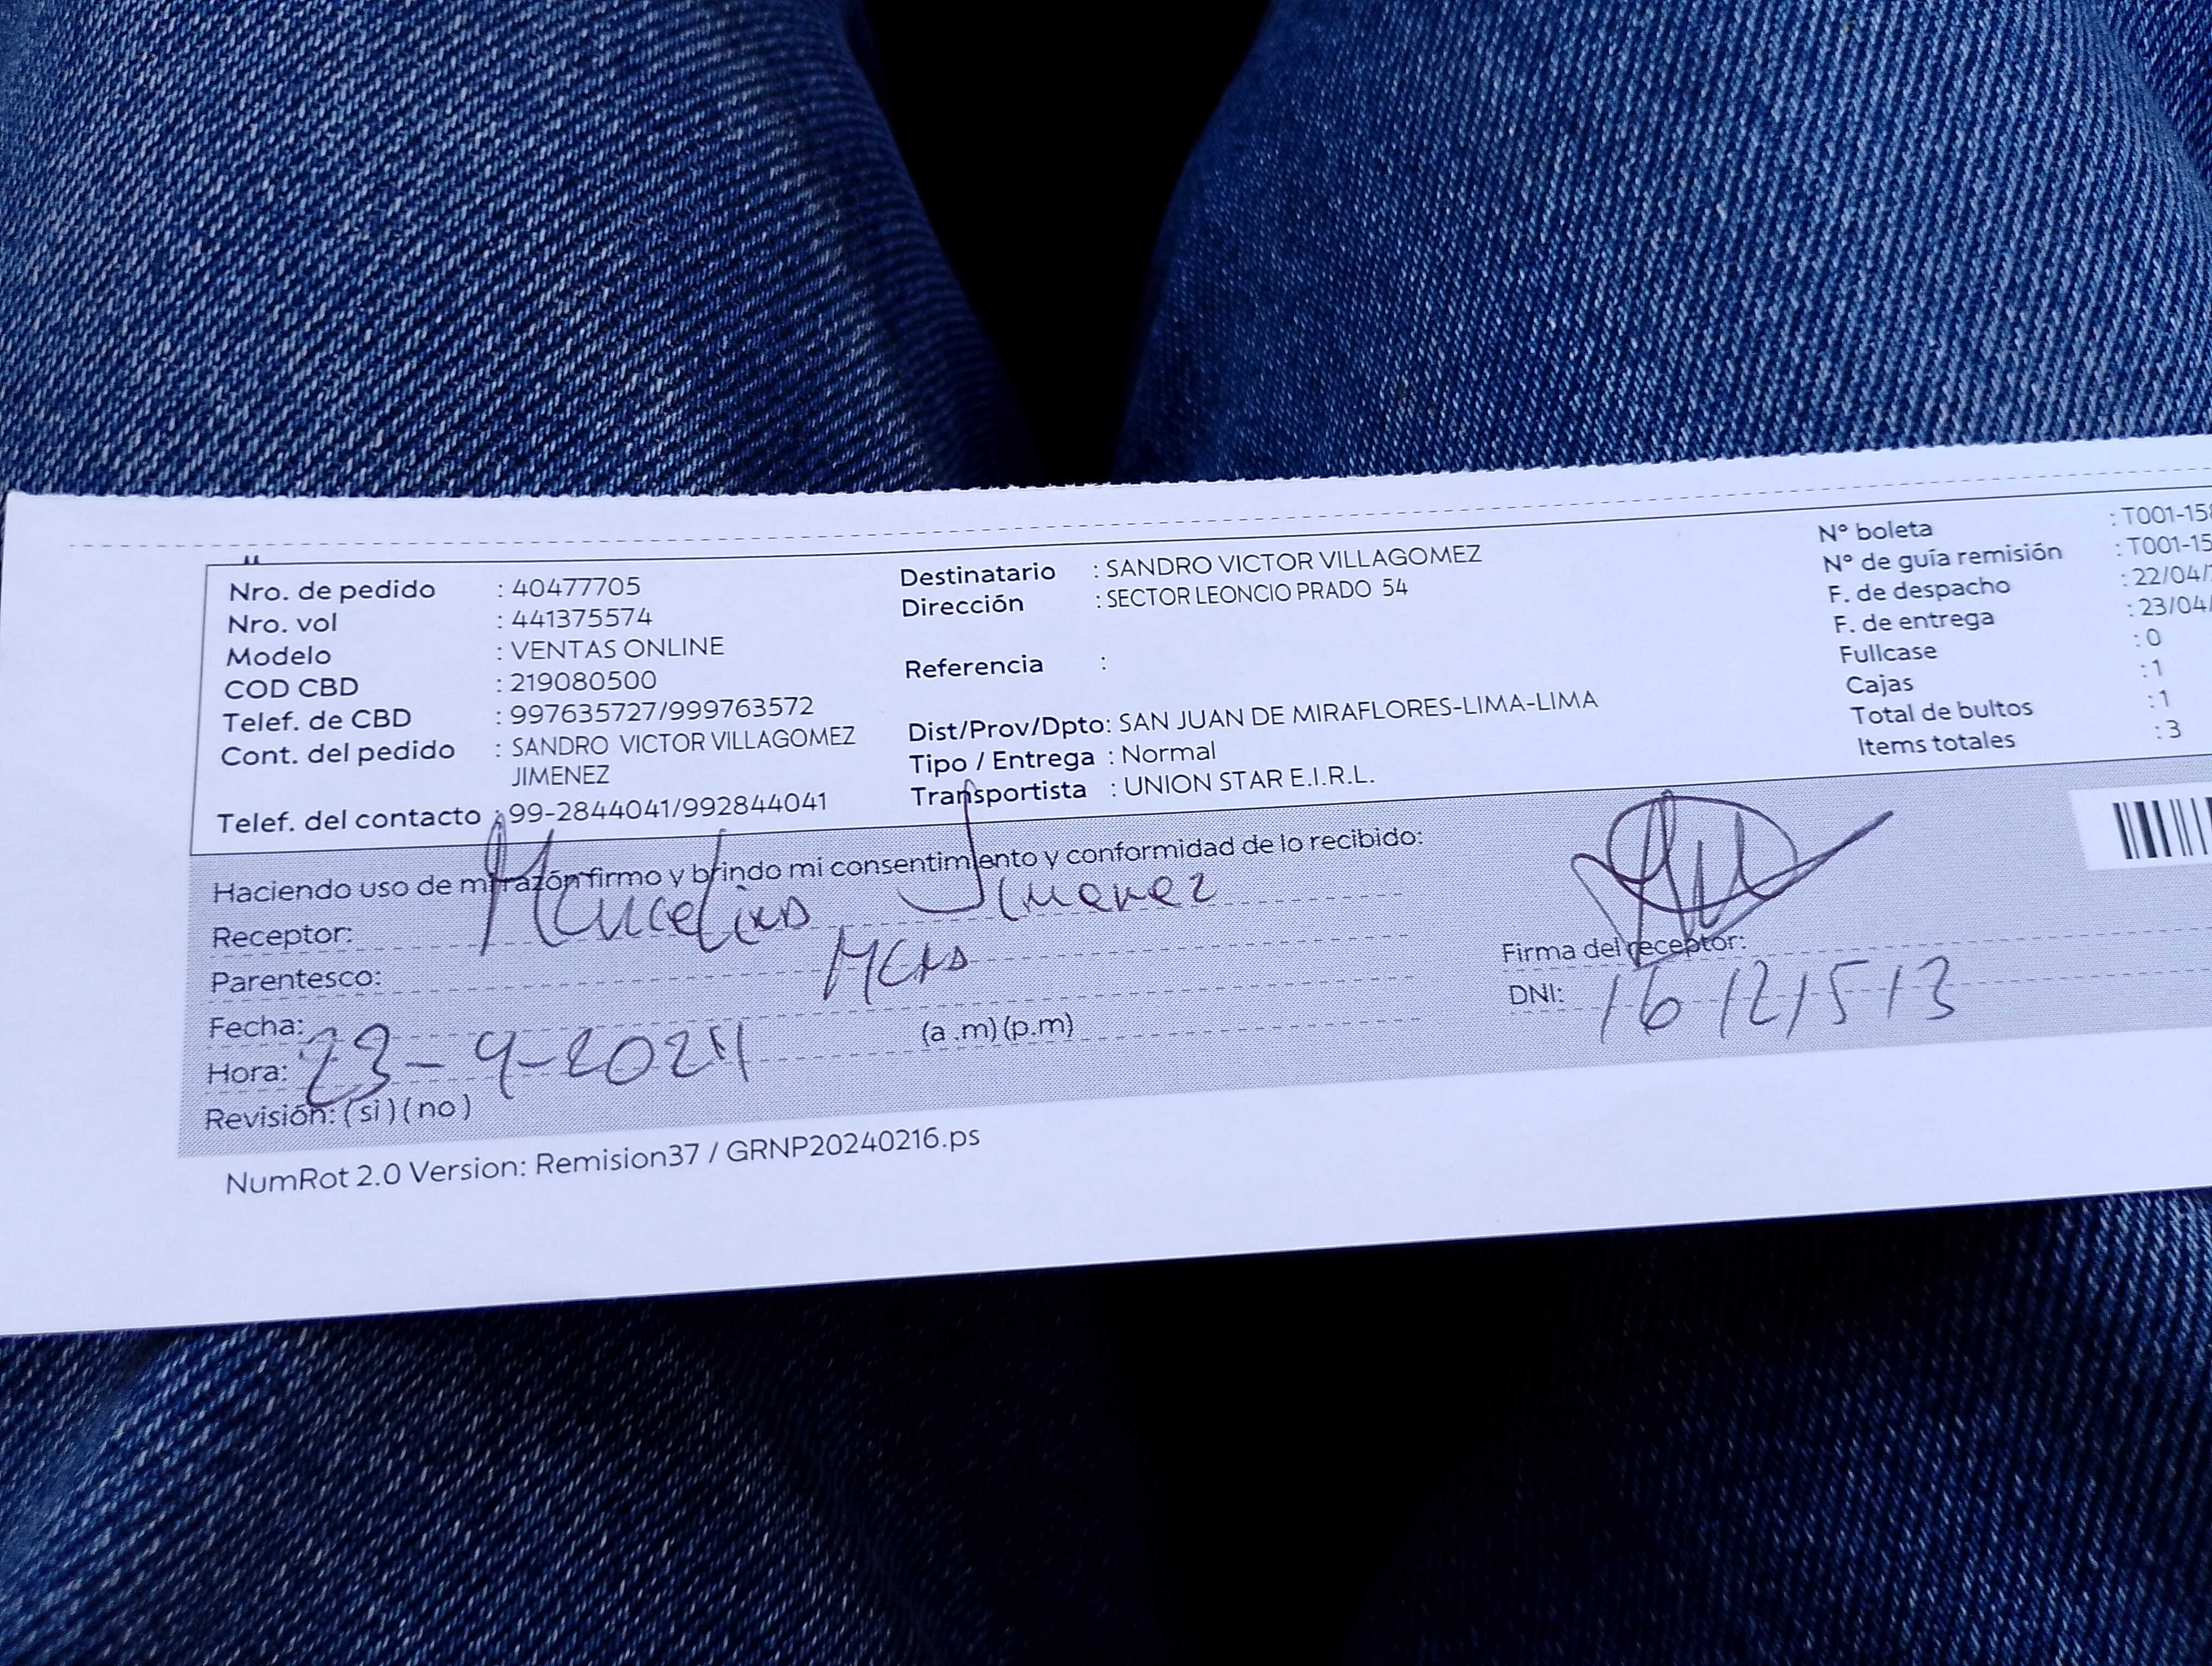 Nro. de pedido : 40477705
Nro. vol : 441375574
Modelo : VENTAS ONLINE
COD CBD : 219080500
Telef. de CBD : 997635727/999763572
Cont. del pedido : SANDRO VICTOR VILLAGOMEZ
JIMENEZ
Telef. del contacto : 99-2844041/992844041
Destinatario : SANDRO VICTOR VILLAGOMEZ
Dirección : SECTOR LEONCIO PRADO 54
Referencia :
Dist/Prov/Dpto: SAN JUAN DE MIRAFLORES-LIMA-LIMA
Tipo / Entrega : Normal
Transportista : UNION STAR E.I.R.L.
N° boleta : T001-15
N° de guía remisión : T001-15
F. de despacho : 22/04/
F. de entrega : 23/04/
Fullcase : 0
Cajas : 1
Total de bultos : 1
Items totales : 3
Haciendo uso de mi razón firmo y brindo mi consentimiento y conformidad de lo recibido:
Receptor: Jimenez
Parentesco:
Fecha:
Hora: 23-4-2024 (a .m) (p.m)
Revisión: ( si ) ( no )
Firma del receptor:
DNI: 16121513
NumRot 2.0 Version: Remision37 / GRNP20240216.ps